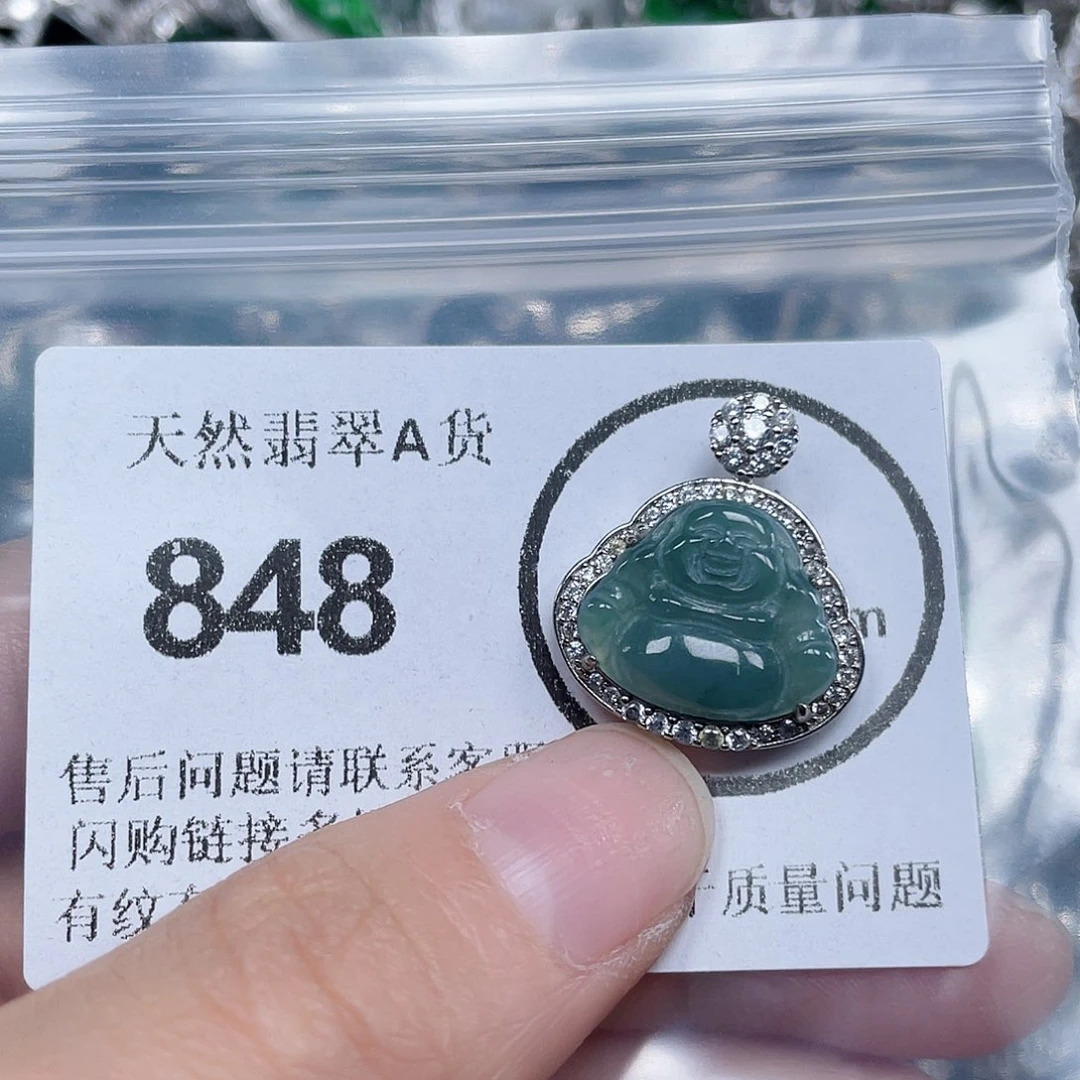 天然翡翠A货
848
m
售后问题请联系客服
闪购链接
有纹 质量问题